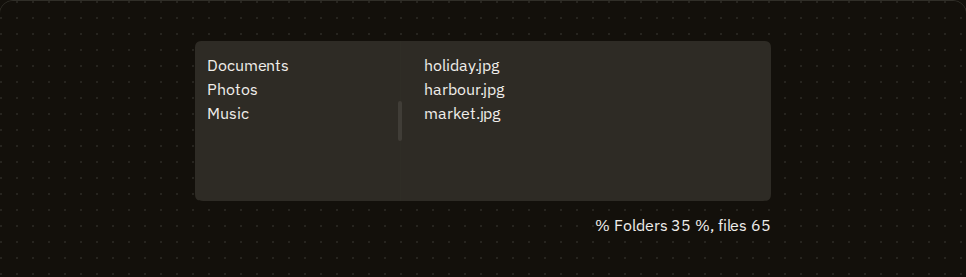 Documents
Photos
Music
holiday.jpg
harbour.jpg
market.jpg
% Folders 35 %, files 65